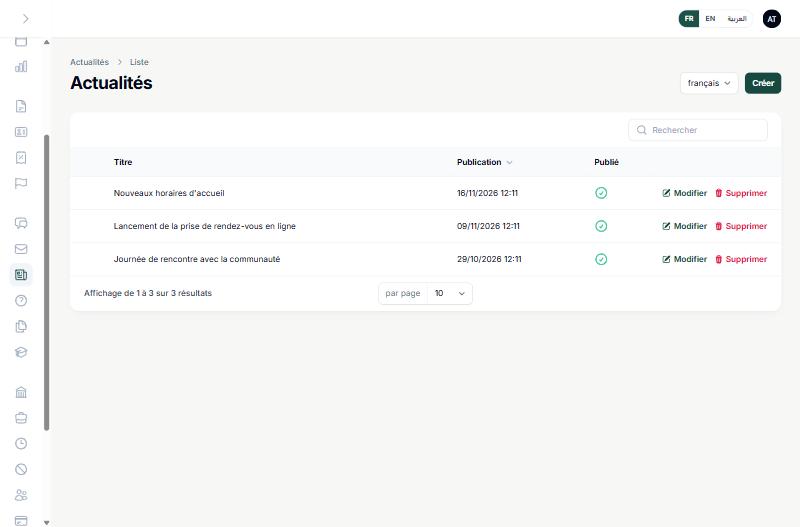 FR EN العربية AT
Actualités > Liste
Actualités
français Créer
Rechercher
Titre Publication Publié
Nouveaux horaires d'accueil 16/11/2026 12:11 Modifier Supprimer
Lancement de la prise de rendez-vous en ligne 09/11/2026 12:11 Modifier Supprimer
Journée de rencontre avec la communauté 29/10/2026 12:11 Modifier Supprimer
Affichage de 1 à 3 sur 3 résultats par page 10